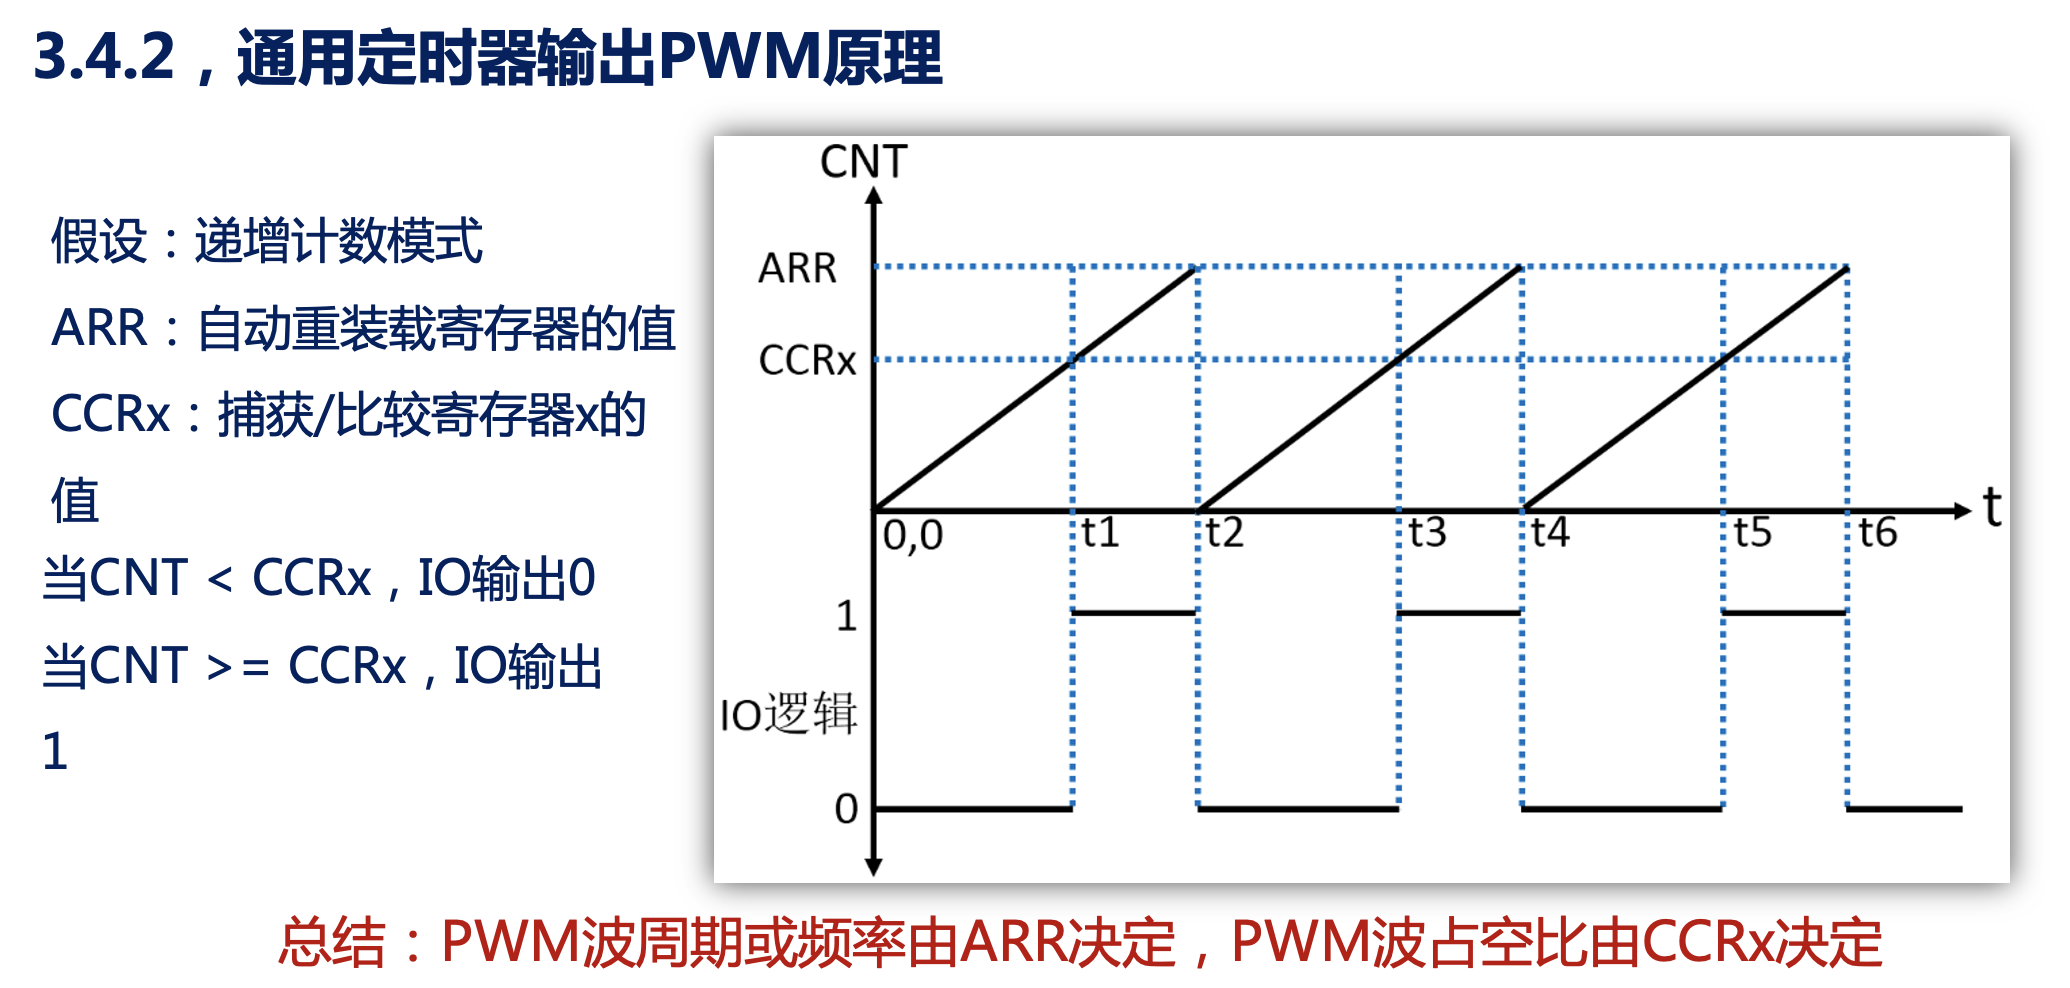 3.4.2，通用定时器输出PWM原理
假设：递增计数模式
ARR：自动重装载寄存器的值
CCRx：捕获/比较寄存器x的
值
当CNT < CCRx，IO输出0
当CNT >= CCRx，IO输出
1
CNT
ARR
CCRx
t
0,0 t1 t2 t3 t4 t5 t6
1
IO逻辑
0
总结：PWM波周期或频率由ARR决定，PWM波占空比由CCRx决定